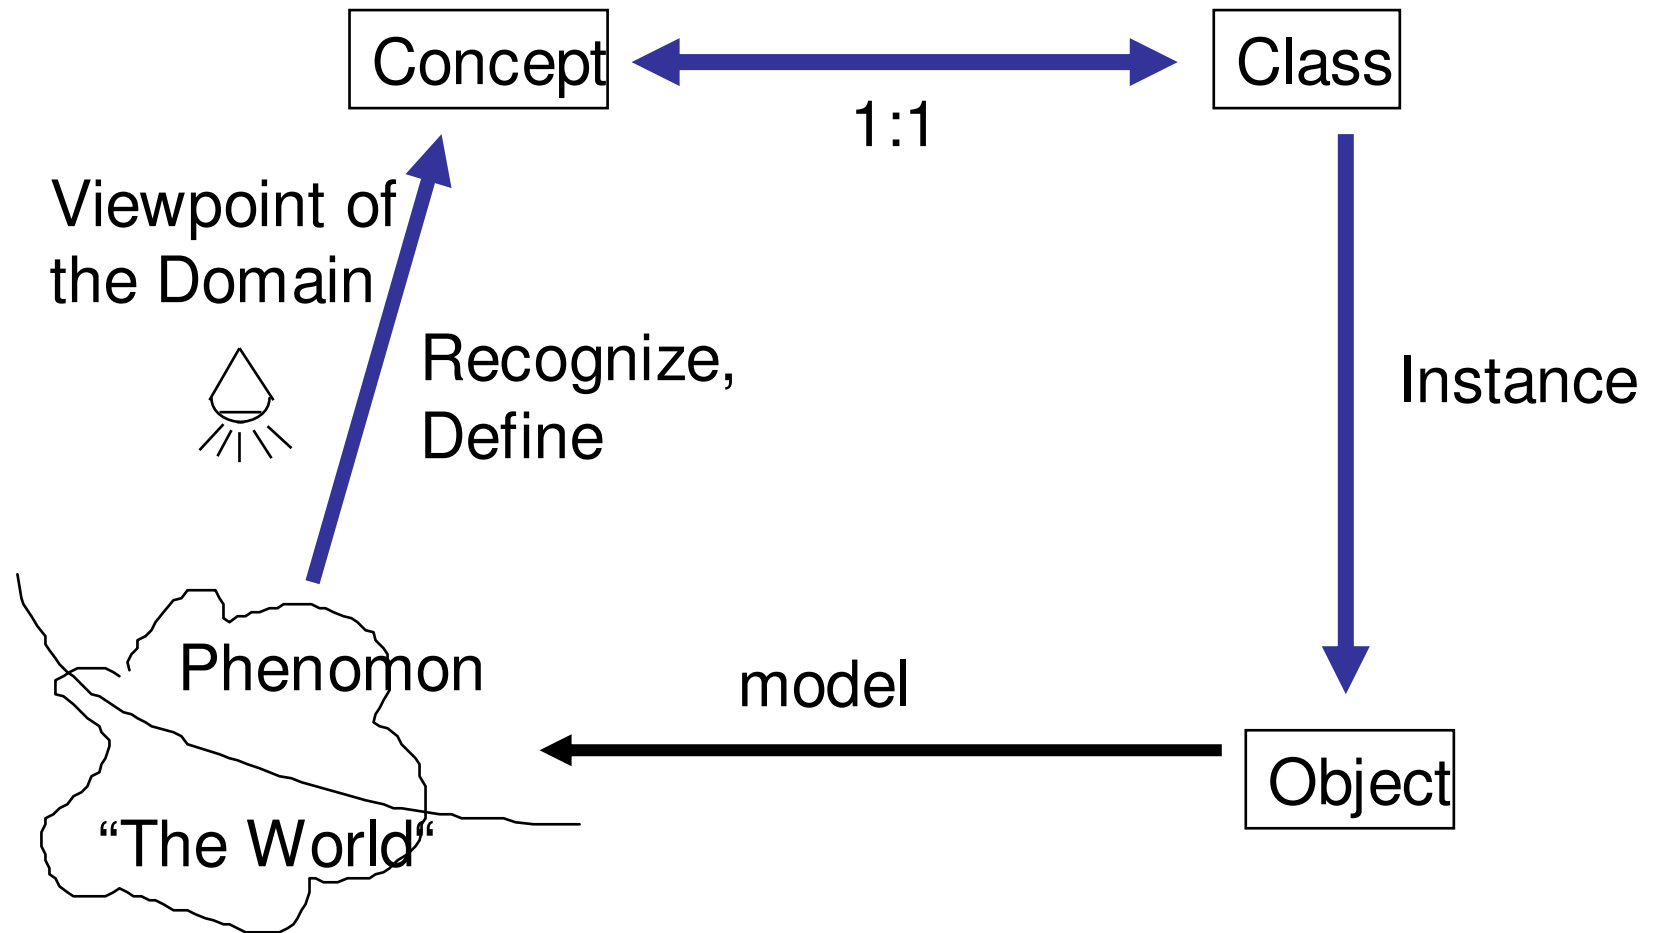 Concept
Class
1:1
Viewpoint of
the Domain
Recognize,
Define
Instance
Phenomon
model
Object
“The World“